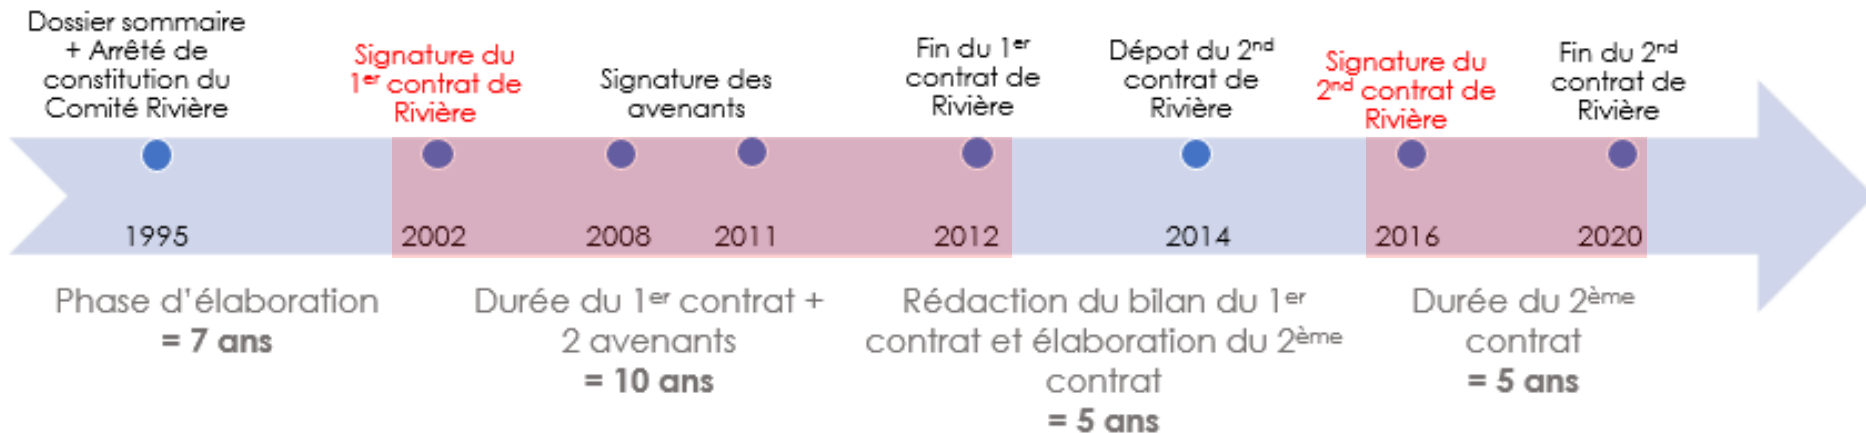 Dossier sommaire
+ Arrêté de
constitution du
Comité Rivière
Signature du
1er contrat de
Rivière
Signature des
avenants
Fin du 1er
contrat de
Rivière
Dépot du 2nd
contrat de
Rivière
Signature du
2nd contrat de
Rivière
Fin du 2nd
contrat de
Rivière
1995
2002
2008
2011
2012
2014
2016
2020
Phase d'élaboration
= 7 ans
Durée du 1er contrat +
2 avenants
= 10 ans
Rédaction du bilan du 1er
contrat et élaboration du 2ème
contrat
= 5 ans
Durée du 2ème
contrat
= 5 ans